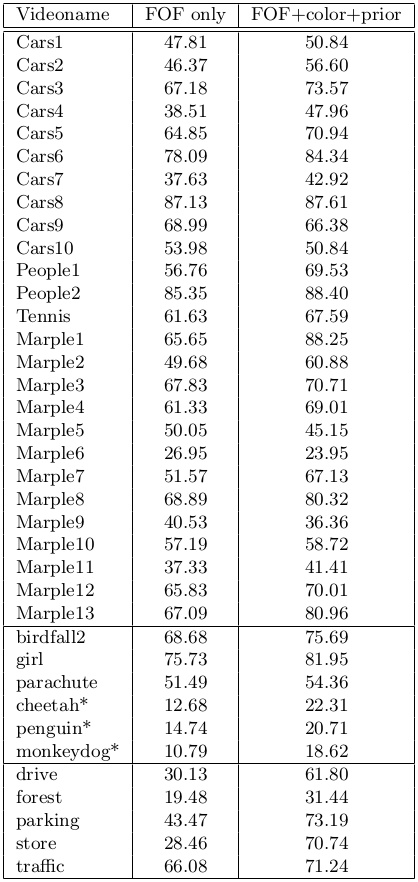 Videoname FOF only FOF+color+prior
Cars1 47.81 50.84
Cars2 46.37 56.60
Cars3 67.18 73.57
Cars4 38.51 47.96
Cars5 64.85 70.94
Cars6 78.09 84.34
Cars7 37.63 42.92
Cars8 87.13 87.61
Cars9 68.99 66.38
Cars10 53.98 50.84
People1 56.76 69.53
People2 85.35 88.40
Tennis 61.63 67.59
Marple1 65.65 88.25
Marple2 49.68 60.88
Marple3 67.83 70.71
Marple4 61.33 69.01
Marple5 50.05 45.15
Marple6 26.95 23.95
Marple7 51.57 67.13
Marple8 68.89 80.32
Marple9 40.53 36.36
Marple10 57.19 58.72
Marple11 37.33 41.41
Marple12 65.83 70.01
Marple13 67.09 80.96
birdfall2 68.68 75.69
girl 75.73 81.95
parachute 51.49 54.36
cheetah* 12.68 22.31
penguin* 14.74 20.71
monkeydog* 10.79 18.62
drive 30.13 61.80
forest 19.48 31.44
parking 43.47 73.19
store 28.46 70.74
traffic 66.08 71.24